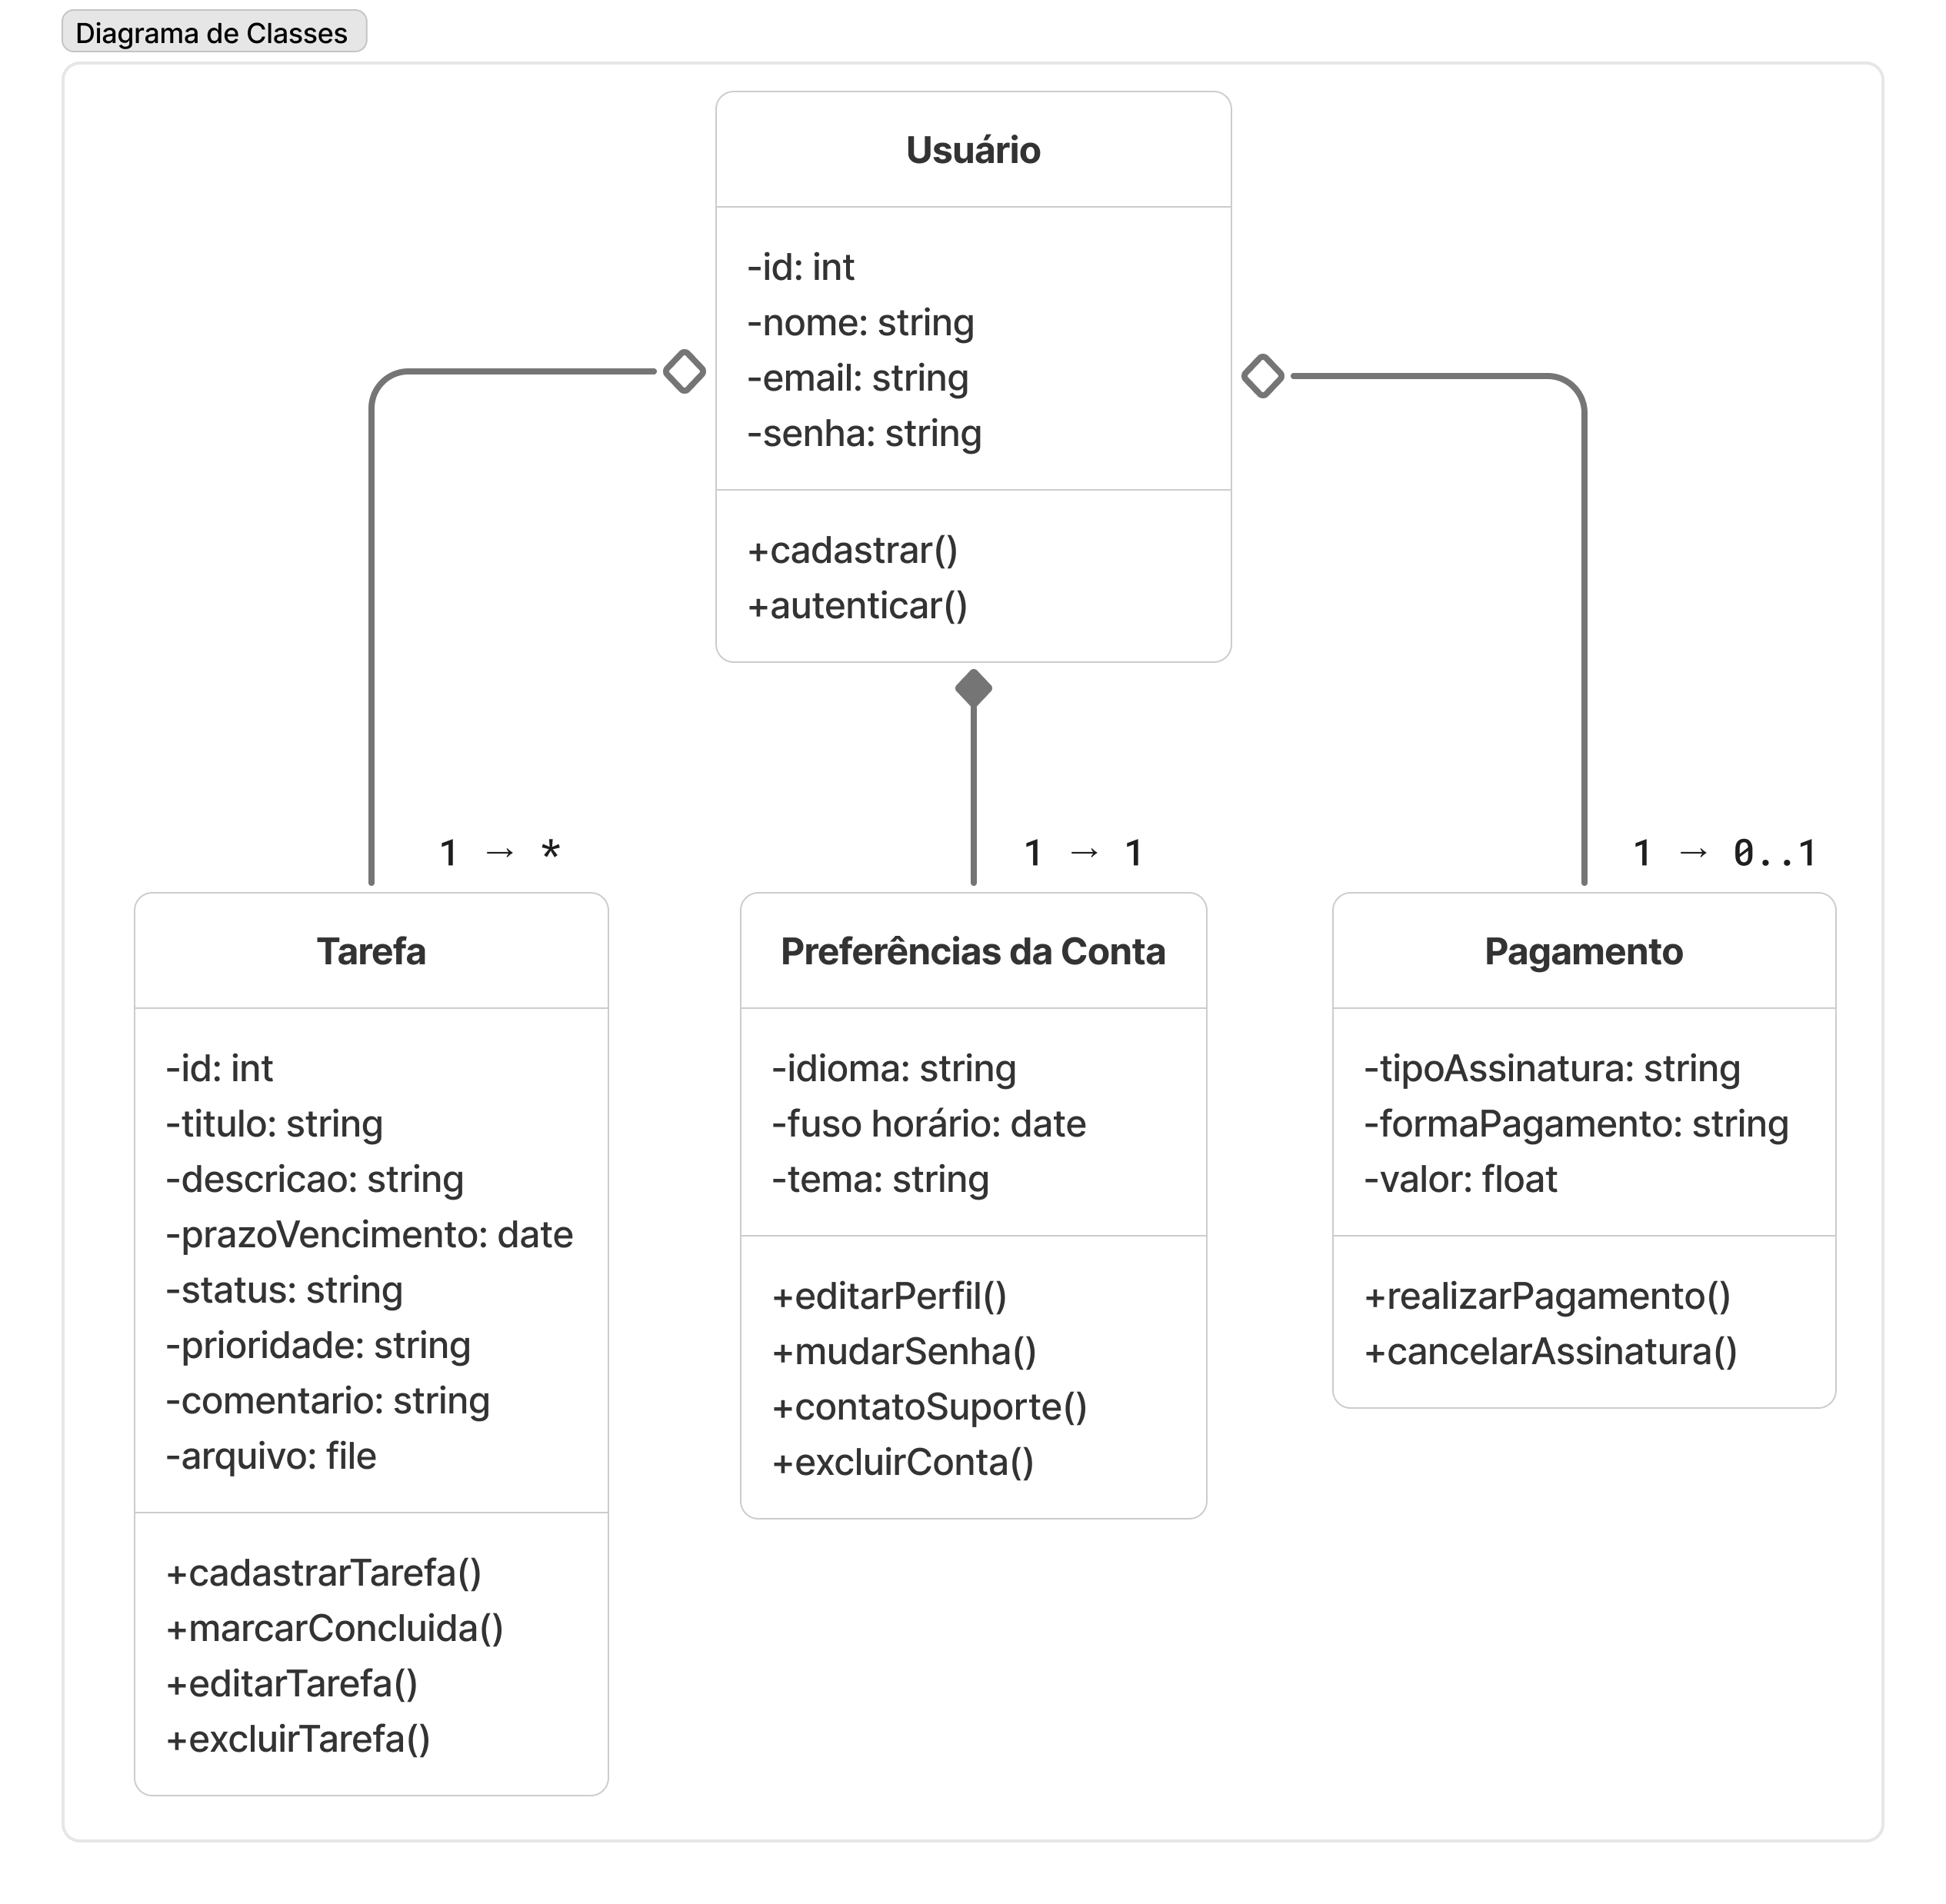 Diagrama de Classes
Usuário
-id: int
-nome: string
-email: string
-senha: string
+cadastrar()
+autenticar()
1 → *
1 → 1
1 → 0..1
Tarefa
-id: int
-titulo: string
-descricao: string
-prazoVencimento: date
-status: string
-prioridade: string
-comentario: string
-arquivo: file
+cadastrarTarefa()
+marcarConcluida()
+editarTarefa()
+excluirTarefa()
Preferências da Conta
-idioma: string
-fuso horário: date
-tema: string
+editarPerfil()
+mudarSenha()
+contatoSuporte()
+excluirConta()
Pagamento
-tipoAssinatura: string
-formaPagamento: string
-valor: float
+realizarPagamento()
+cancelarAssinatura()